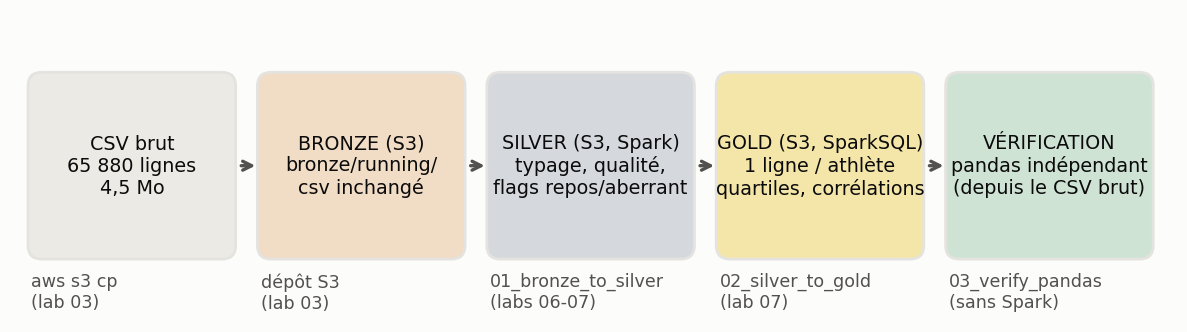 CSV brut
65 880 lignes
4,5 Mo
BRONZE (S3)
bronze/running/
csv inchangé
SILVER (S3, Spark)
typage, qualité,
flags repos/aberrant
GOLD (S3, SparkSQL)
1 ligne / athlète
quartiles, corrélations
VÉRIFICATION
pandas indépendant
(depuis le CSV brut)
aws s3 cp
(lab 03)
dépôt S3
(lab 03)
01_bronze_to_silver
(labs 06-07)
02_silver_to_gold
(lab 07)
03_verify_pandas
(sans Spark)